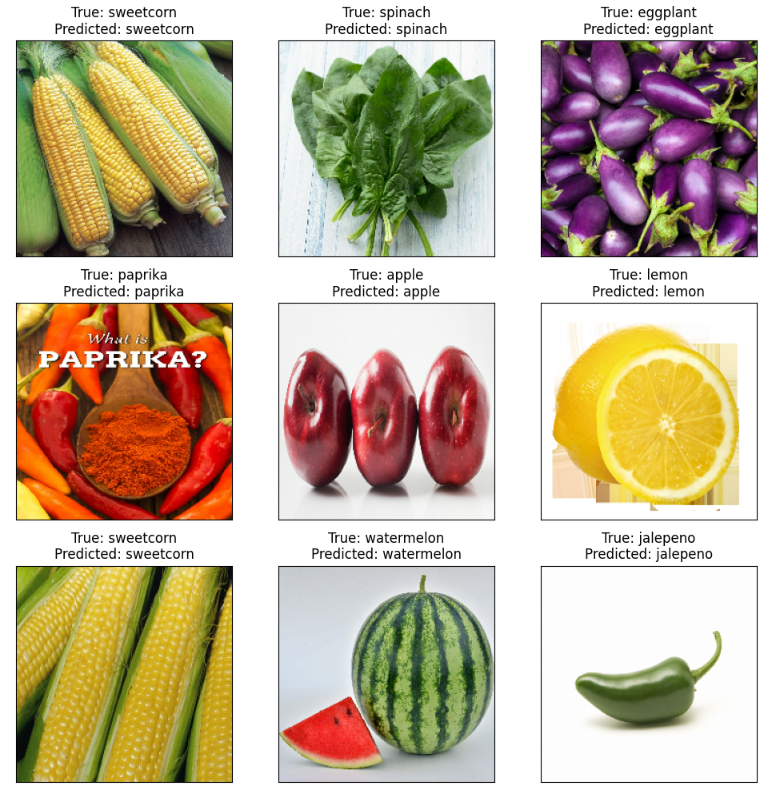 True: sweetcorn
Predicted: sweetcorn
True: spinach
Predicted: spinach
True: eggplant
Predicted: eggplant
True: paprika
Predicted: paprika
What is
PAPRIKA?
True: apple
Predicted: apple
True: lemon
Predicted: lemon
True: sweetcorn
Predicted: sweetcorn
True: watermelon
Predicted: watermelon
True: jalepeno
Predicted: jalepeno